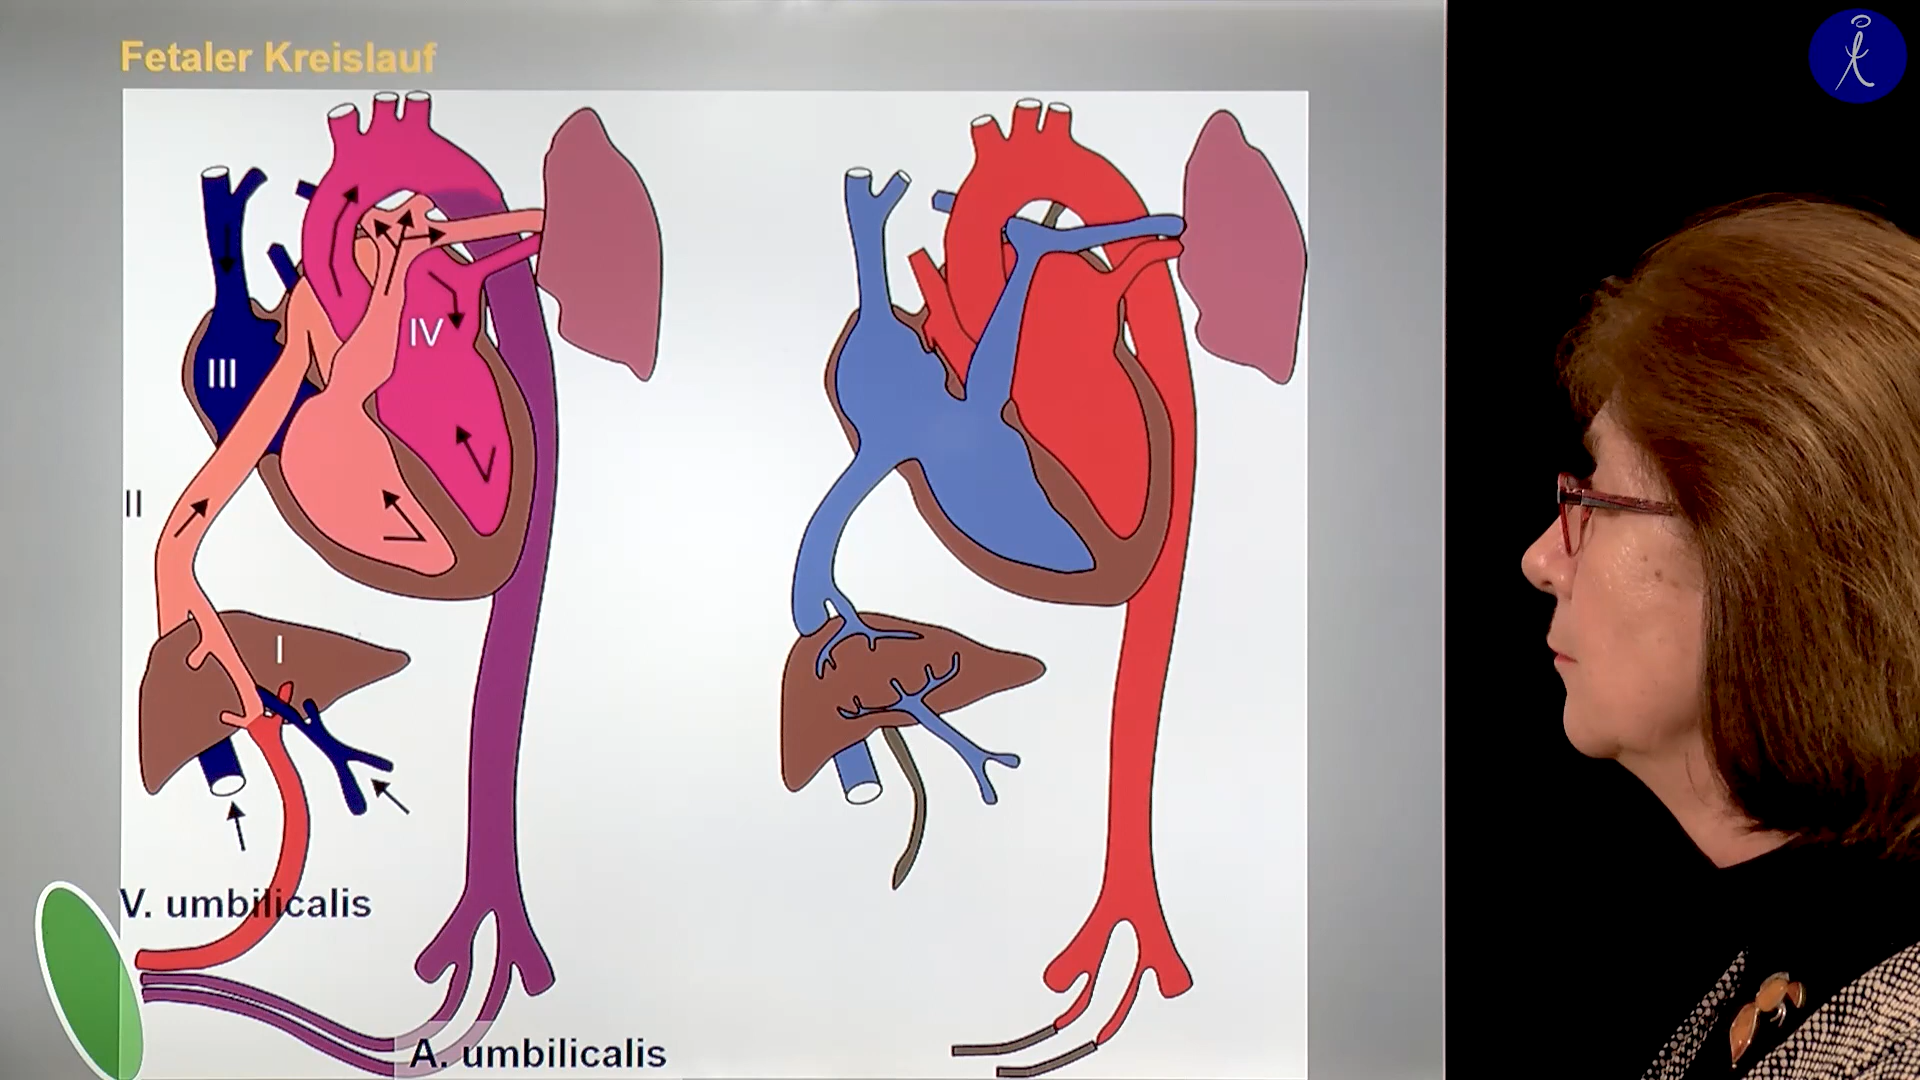 Fetaler Kreislauf
IV
III
II
I
V. umbilicalis
A. umbilicalis